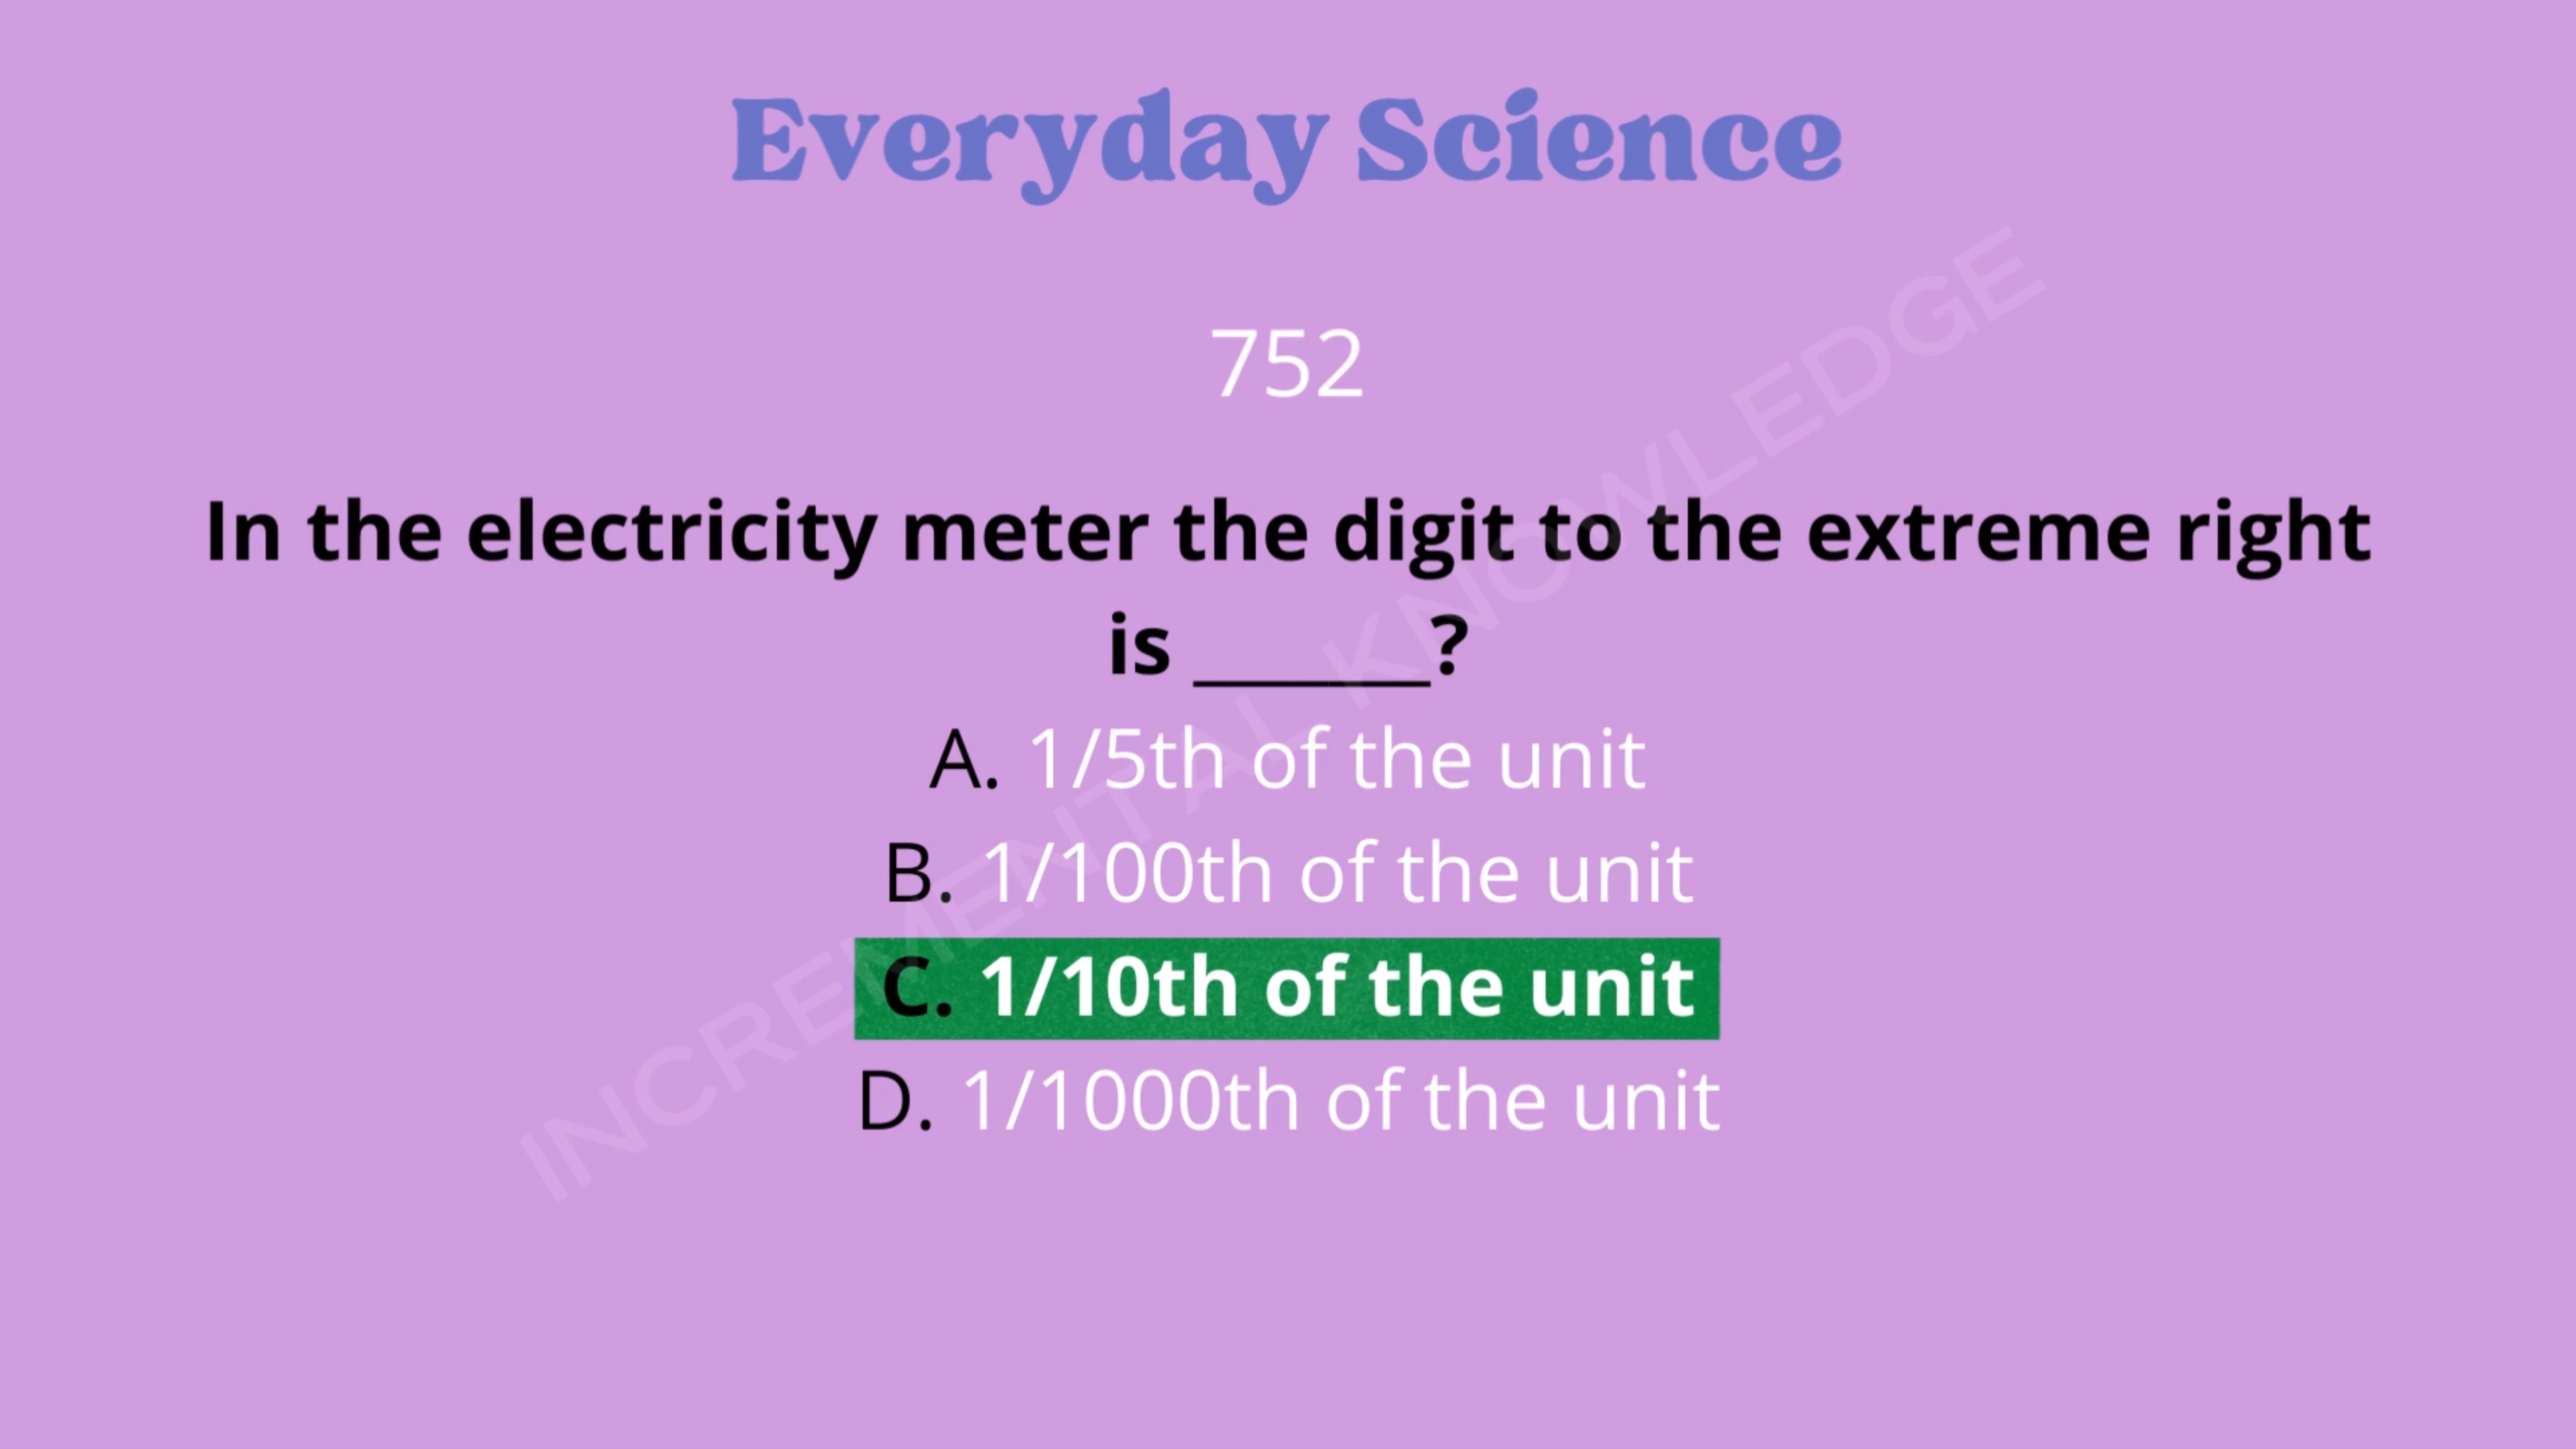 Everyday Science
752
In the electricity meter the digit to the extreme right
is _______?
A. 1/5th of the unit
B. 1/100th of the unit
C. 1/10th of the unit
D. 1/1000th of the unit
INCREMENTAL KNOWLEDGE